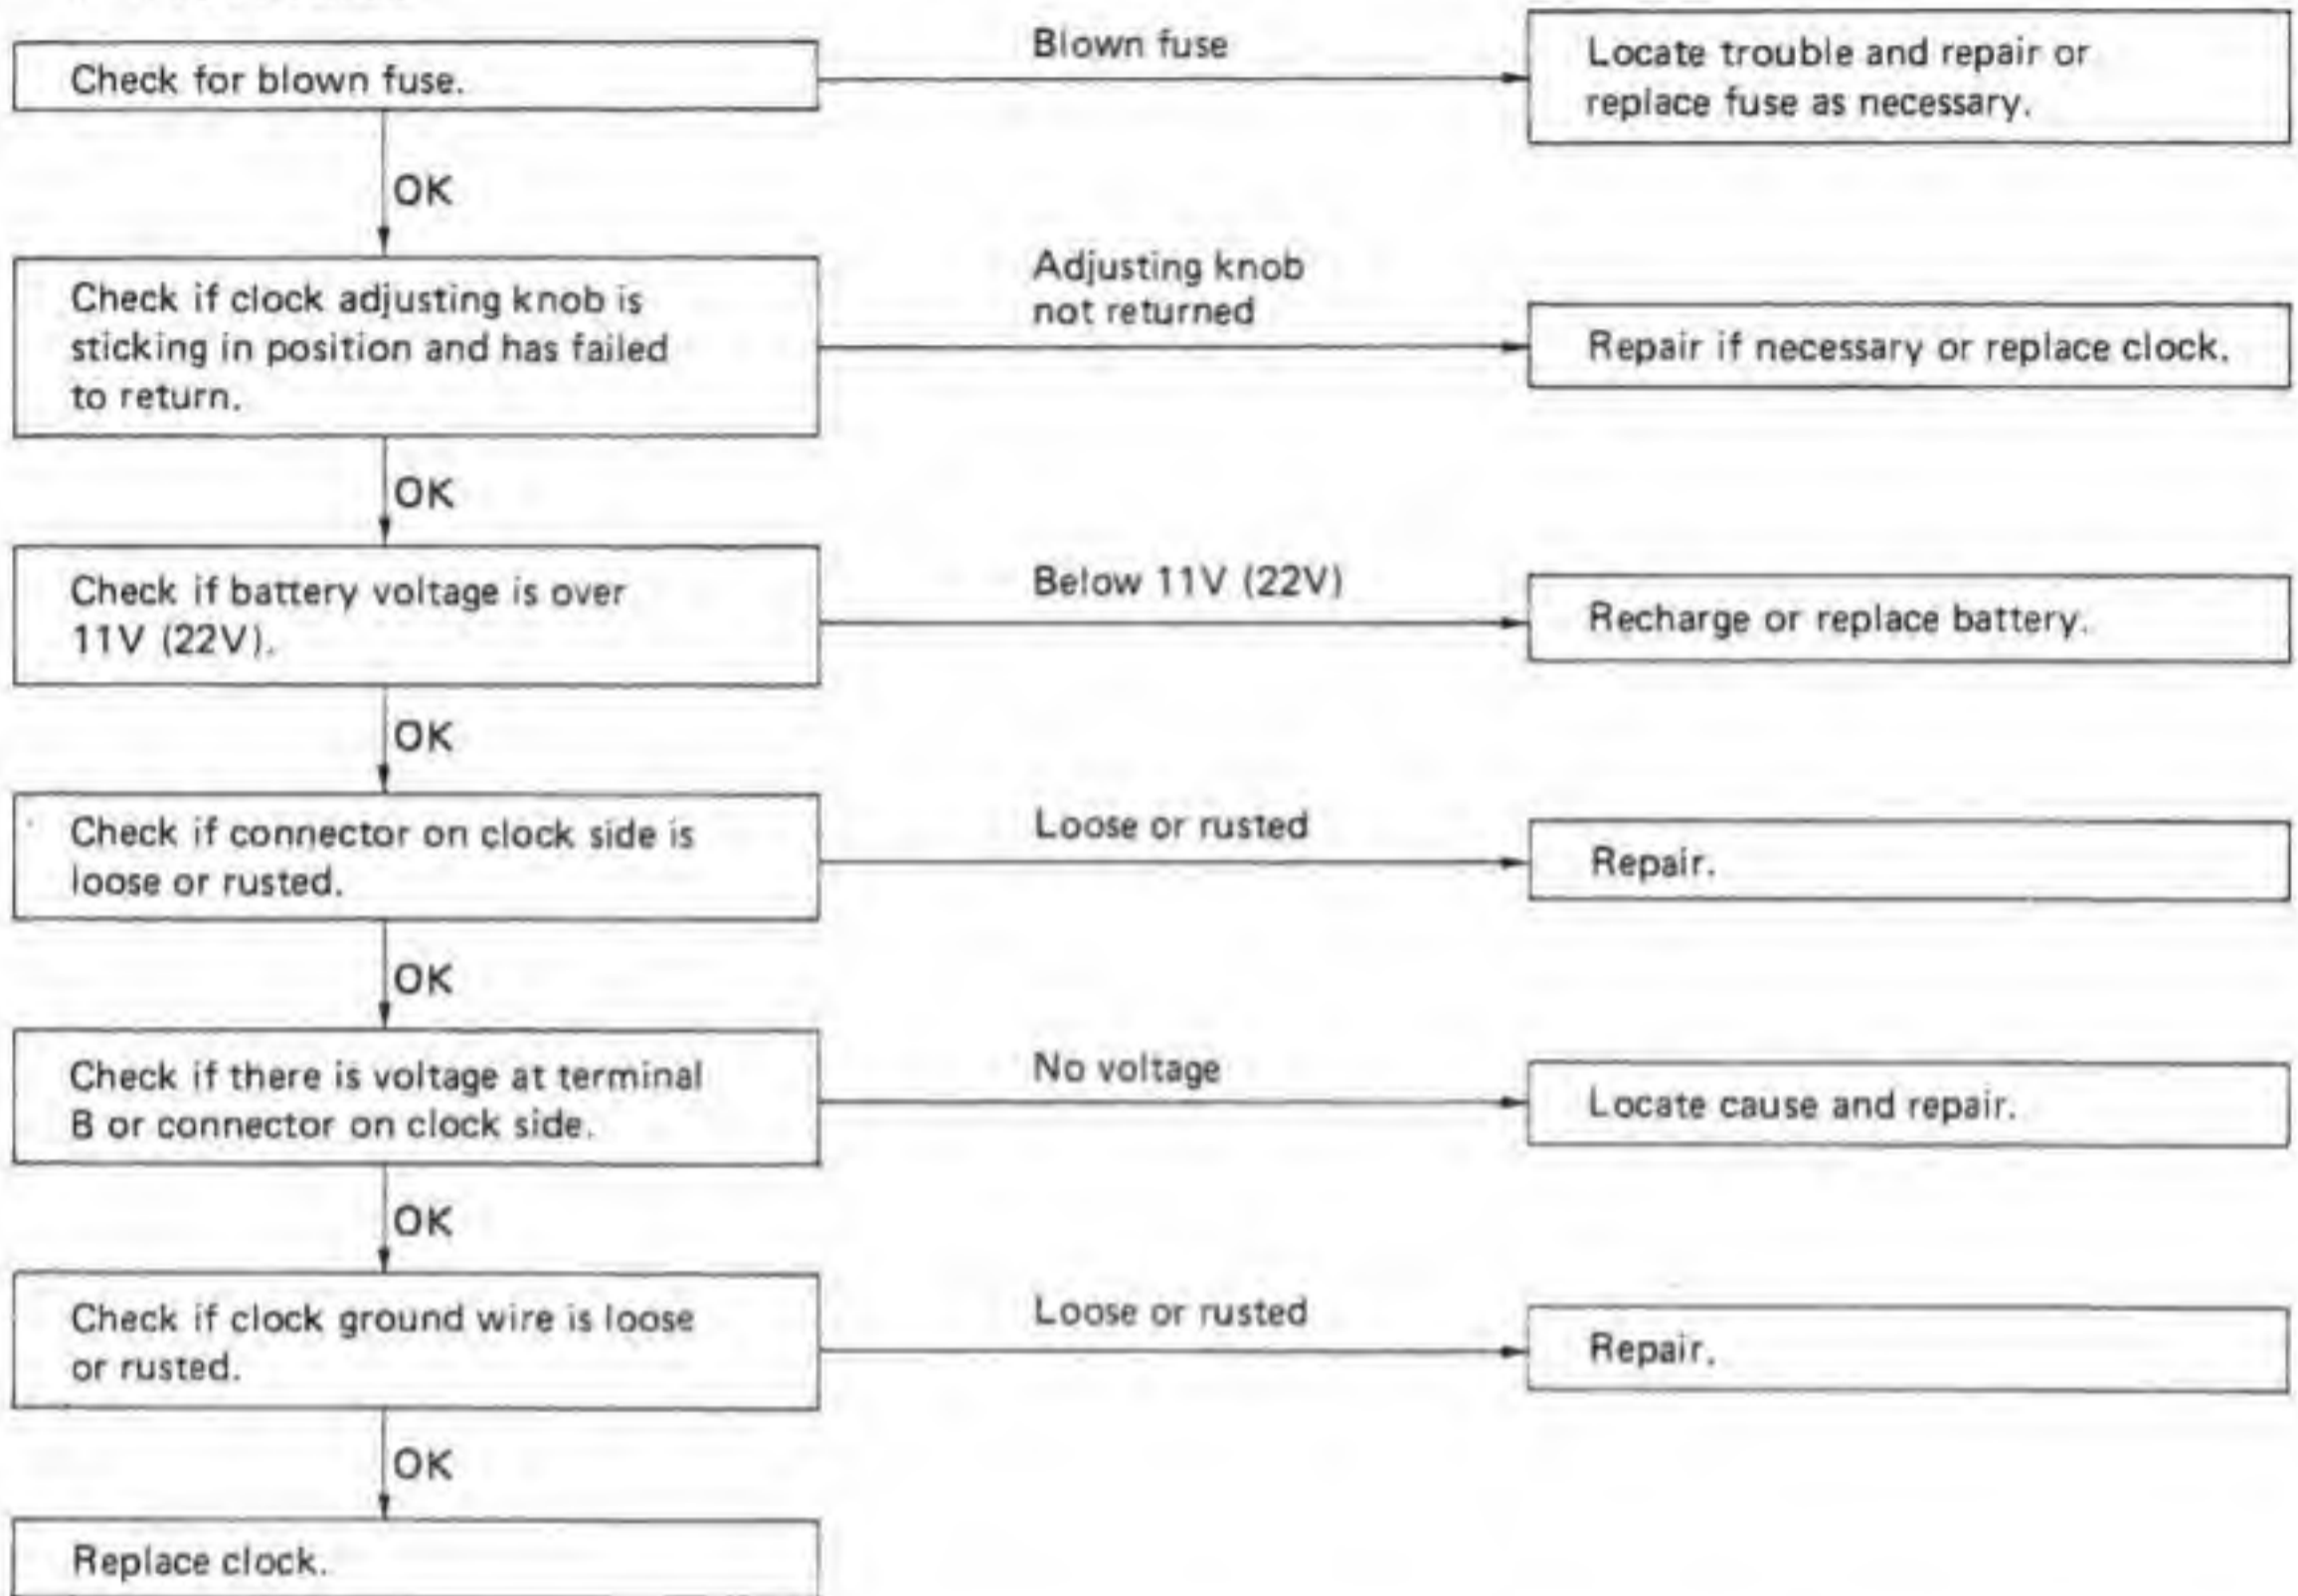 Check for blown fuse.
Blown fuse
Locate trouble and repair or
replace fuse as necessary.
OK
Check if clock adjusting knob is
sticking in position and has failed
to return.
Adjusting knob
not returned
Repair if necessary or replace clock.
OK
Check if battery voltage is over
11V (22V).
Below 11V (22V)
Recharge or replace battery.
OK
Check if connector on clock side is
loose or rusted.
Loose or rusted
Repair.
OK
Check if there is voltage at terminal
B or connector on clock side.
No voltage
Locate cause and repair.
OK
Check if clock ground wire is loose
or rusted.
Loose or rusted
Repair.
OK
Replace clock.